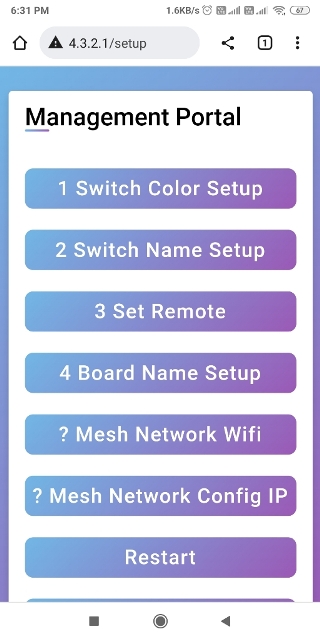 6:31 PM 1.6KB/s 67
4.3.2.1/setup 1
Management Portal
1 Switch Color Setup
2 Switch Name Setup
3 Set Remote
4 Board Name Setup
? Mesh Network Wifi
? Mesh Network Config IP
Restart